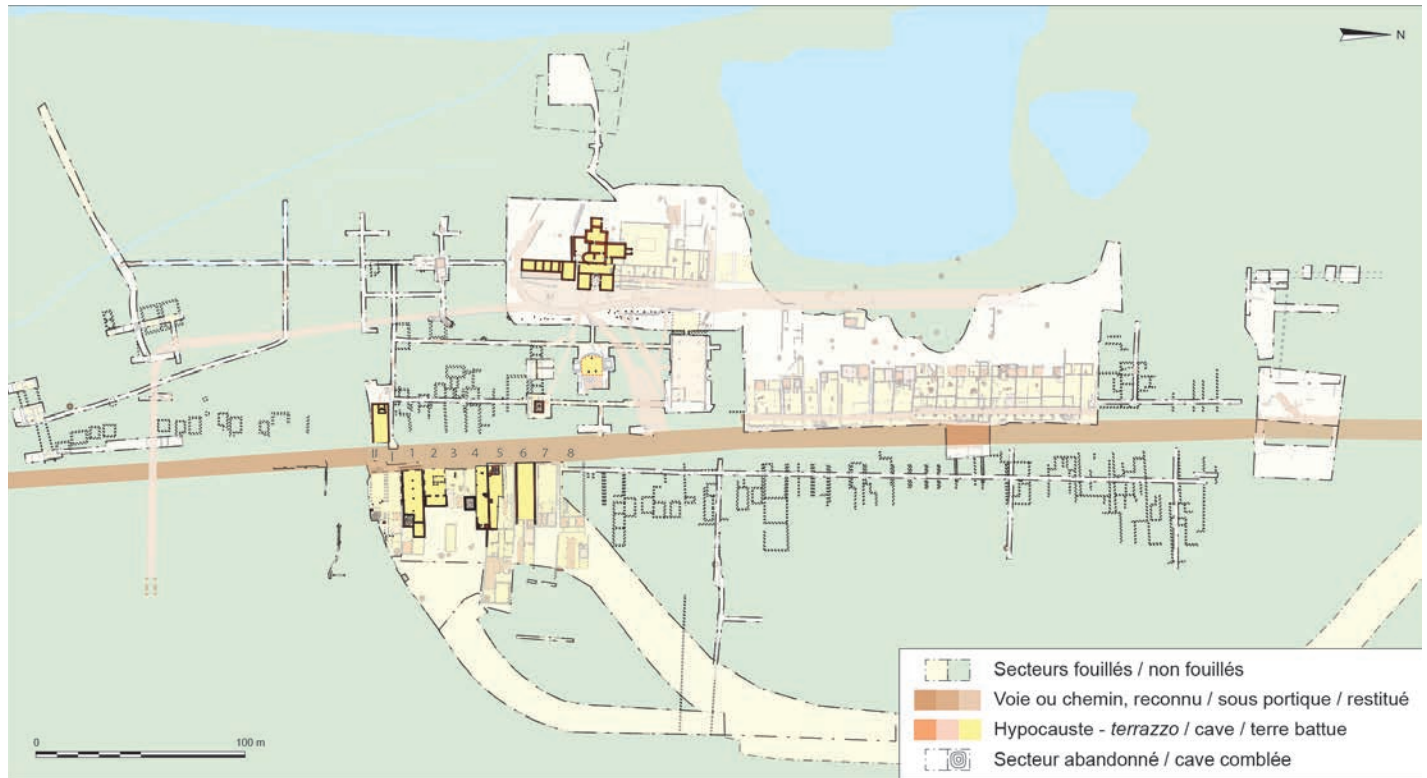 N
II I 1 2 3 4 5 6 7 8
0 100 m
Secteurs fouillés / non fouillés
Voie ou chemin, reconnu / sous portique / restitué
Hypocauste - terrazzo / cave / terre battue
Secteur abandonné / cave comblée